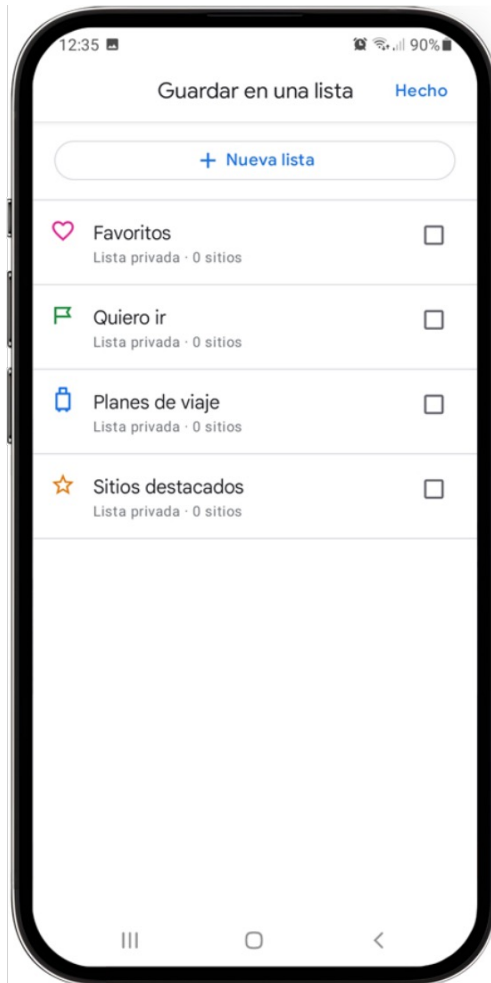 12:35
90%
Guardar en una lista
Hecho
+ Nueva lista
Favoritos
Lista privada · 0 sitios
Quiero ir
Lista privada · 0 sitios
Planes de viaje
Lista privada · 0 sitios
Sitios destacados
Lista privada · 0 sitios